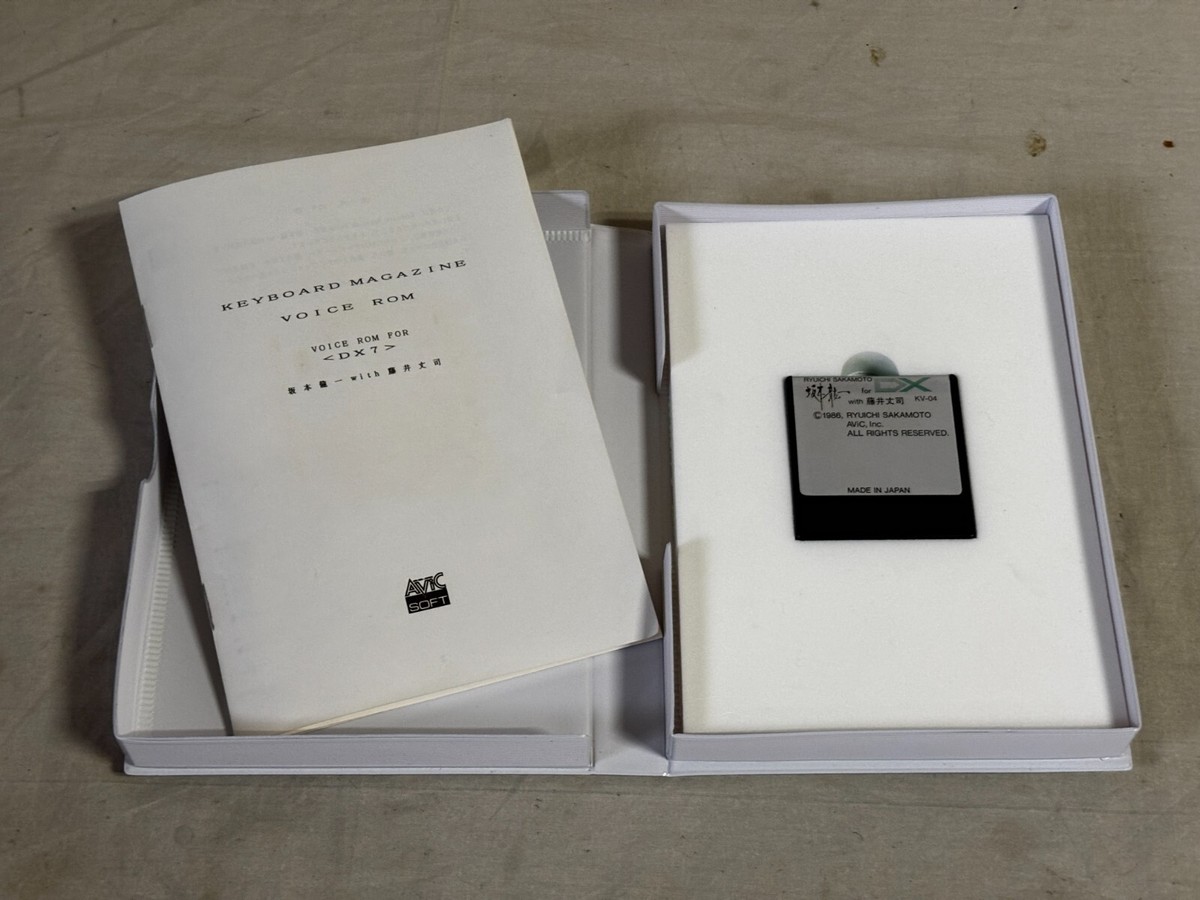 KEYBOARD MAGAZINE
VOICE ROM
VOICE ROM FOR
<DX7>
坂本龍一 with 藤井丈司
AVIC
SOFT
RYUICHI SAKAMOTO
坂本龍一 for DX
with 藤井丈司 KV-04
©1986, RYUICHI SAKAMOTO
AViC, Inc.
ALL RIGHTS RESERVED.
MADE IN JAPAN